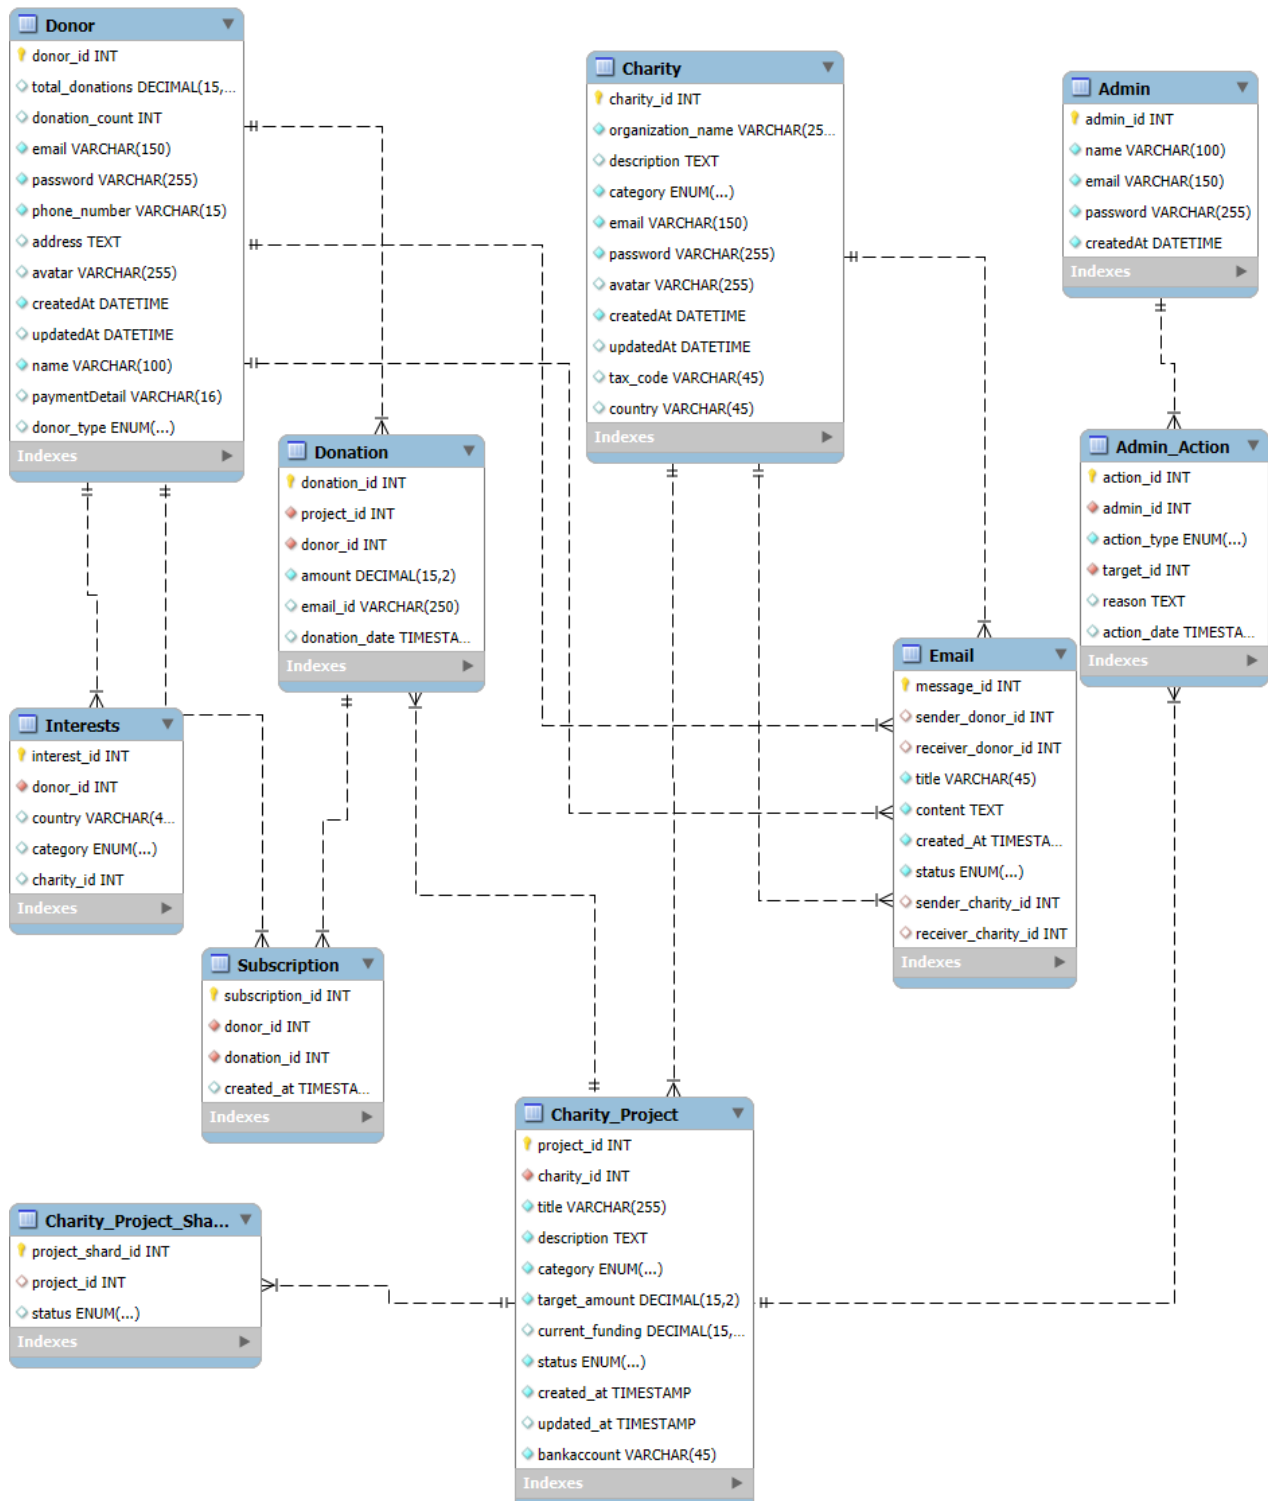 Donor
donor_id INT
total_donations DECIMAL(15,...
donation_count INT
email VARCHAR(150)
password VARCHAR(255)
phone_number VARCHAR(15)
address TEXT
avatar VARCHAR(255)
createdAt DATETIME
updatedAt DATETIME
name VARCHAR(100)
paymentDetail VARCHAR(16)
donor_type ENUM(...)
Indexes
Charity
charity_id INT
organization_name VARCHAR(25...
description TEXT
category ENUM(...)
email VARCHAR(150)
password VARCHAR(255)
avatar VARCHAR(255)
createdAt DATETIME
updatedAt DATETIME
tax_code VARCHAR(45)
country VARCHAR(45)
Indexes
Admin
admin_id INT
name VARCHAR(100)
email VARCHAR(150)
password VARCHAR(255)
createdAt DATETIME
Indexes
Donation
donation_id INT
project_id INT
donor_id INT
amount DECIMAL(15,2)
email_id VARCHAR(250)
donation_date TIMESTA...
Indexes
Admin_Action
action_id INT
admin_id INT
action_type ENUM(...)
target_id INT
reason TEXT
action_date TIMESTA...
Indexes
Email
message_id INT
sender_donor_id INT
receiver_donor_id INT
title VARCHAR(45)
content TEXT
created_At TIMESTA...
status ENUM(...)
sender_charity_id INT
receiver_charity_id INT
Indexes
Interests
interest_id INT
donor_id INT
country VARCHAR(4...
category ENUM(...)
charity_id INT
Indexes
Subscription
subscription_id INT
donor_id INT
donation_id INT
created_at TIMESTA...
Indexes
Charity_Project
project_id INT
charity_id INT
title VARCHAR(255)
description TEXT
category ENUM(...)
target_amount DECIMAL(15,2)
current_funding DECIMAL(15,...
status ENUM(...)
created_at TIMESTAMP
updated_at TIMESTAMP
bankaccount VARCHAR(45)
Indexes
Charity_Project_Sha...
project_shard_id INT
project_id INT
status ENUM(...)
Indexes